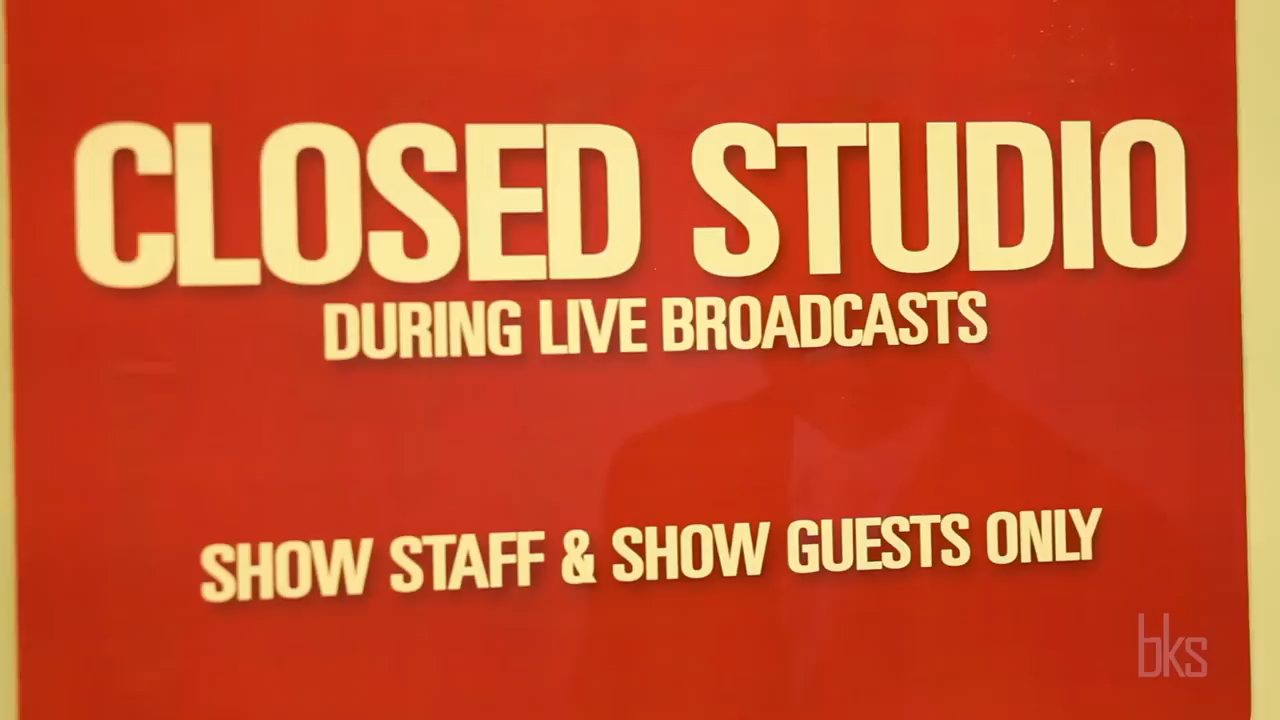 CLOSED STUDIO
DURING LIVE BROADCASTS
SHOW STAFF & SHOW GUESTS ONLY
bks